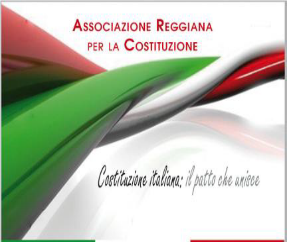 Associazione Reggiana
per la Costituzione
Costituzione italiana: il patto che unisce